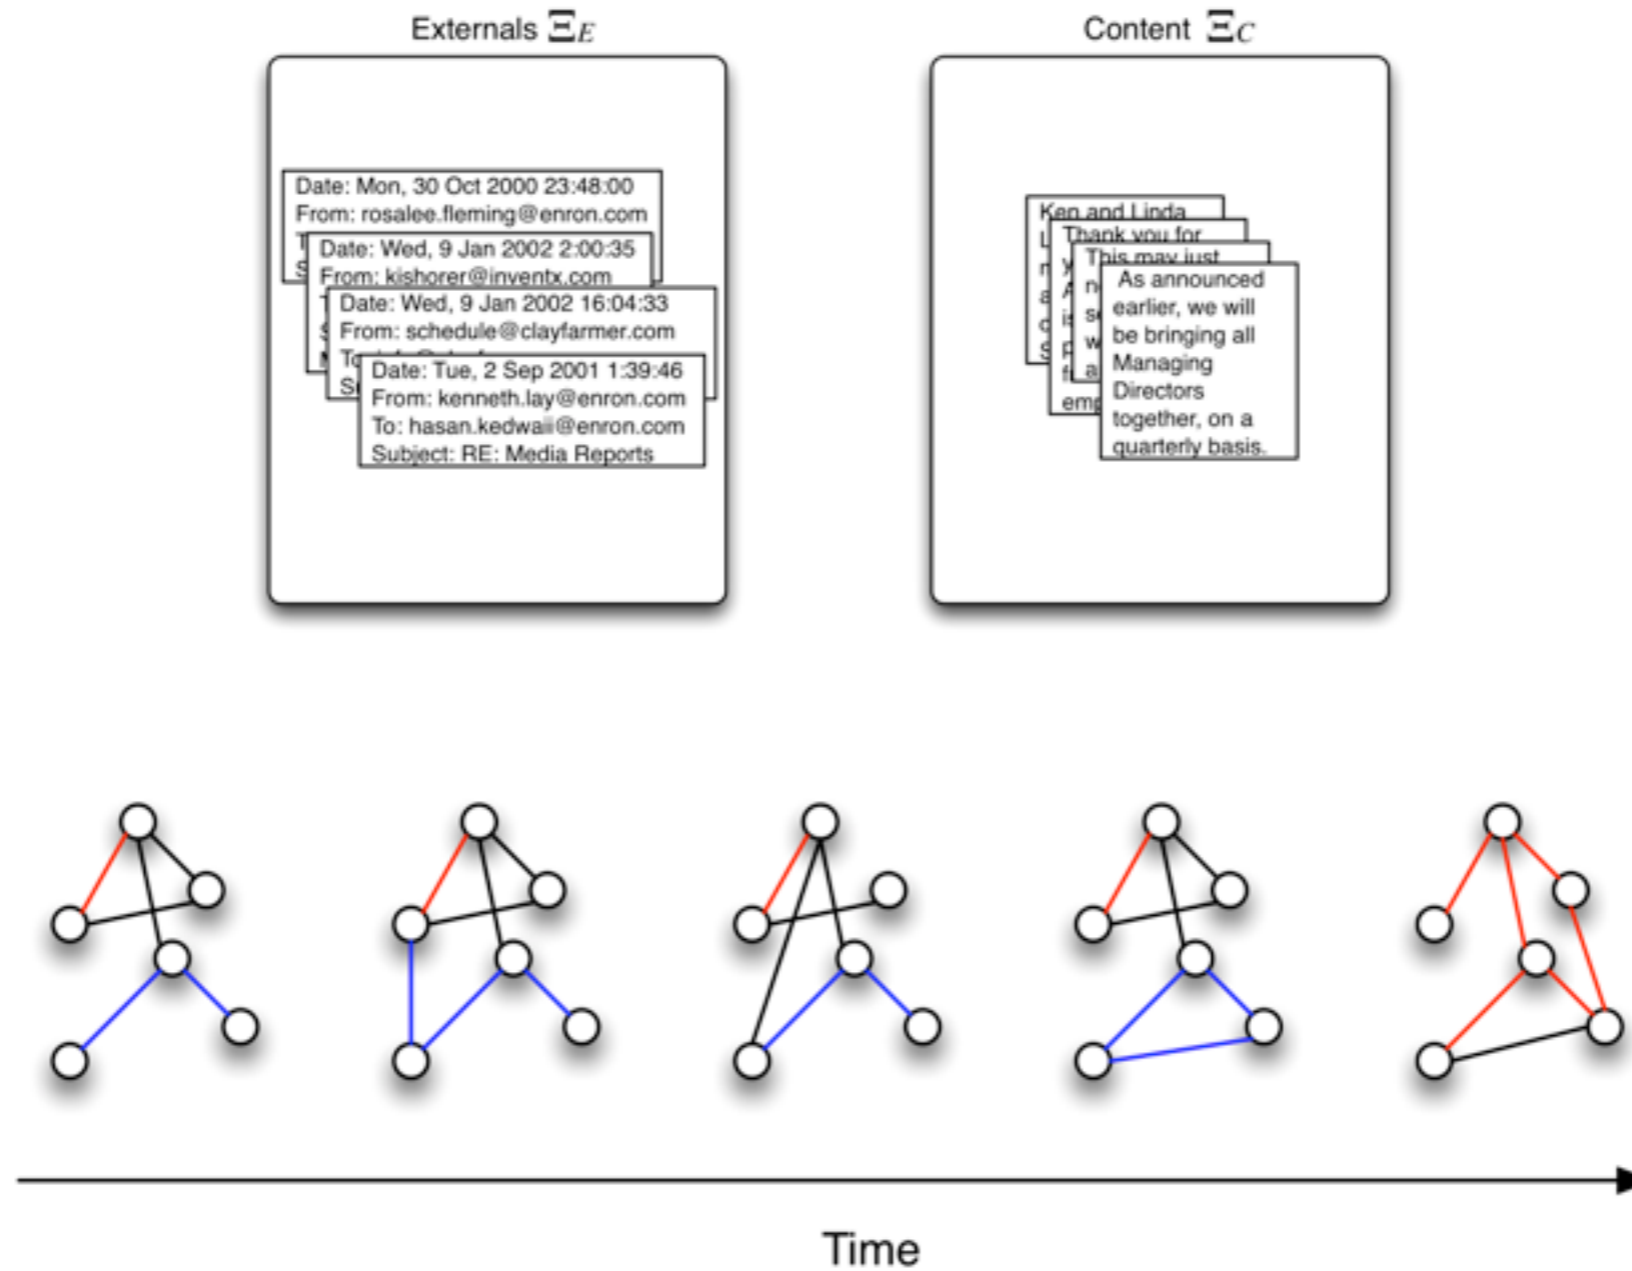 Externals Ξ_E
Content Ξ_C
Date: Mon, 30 Oct 2000 23:48:00
From: rosalee.fleming@enron.com
Date: Wed, 9 Jan 2002 2:00:35
From: kishorer@inventx.com
Date: Wed, 9 Jan 2002 16:04:33
From: schedule@clayfarmer.com
Date: Tue, 2 Sep 2001 1:39:46
From: kenneth.lay@enron.com
To: hasan.kedwaii@enron.com
Subject: RE: Media Reports
Ken and Linda
Thank you for
This may just
As announced
earlier, we will
be bringing all
Managing
Directors
together, on a
quarterly basis.
Time